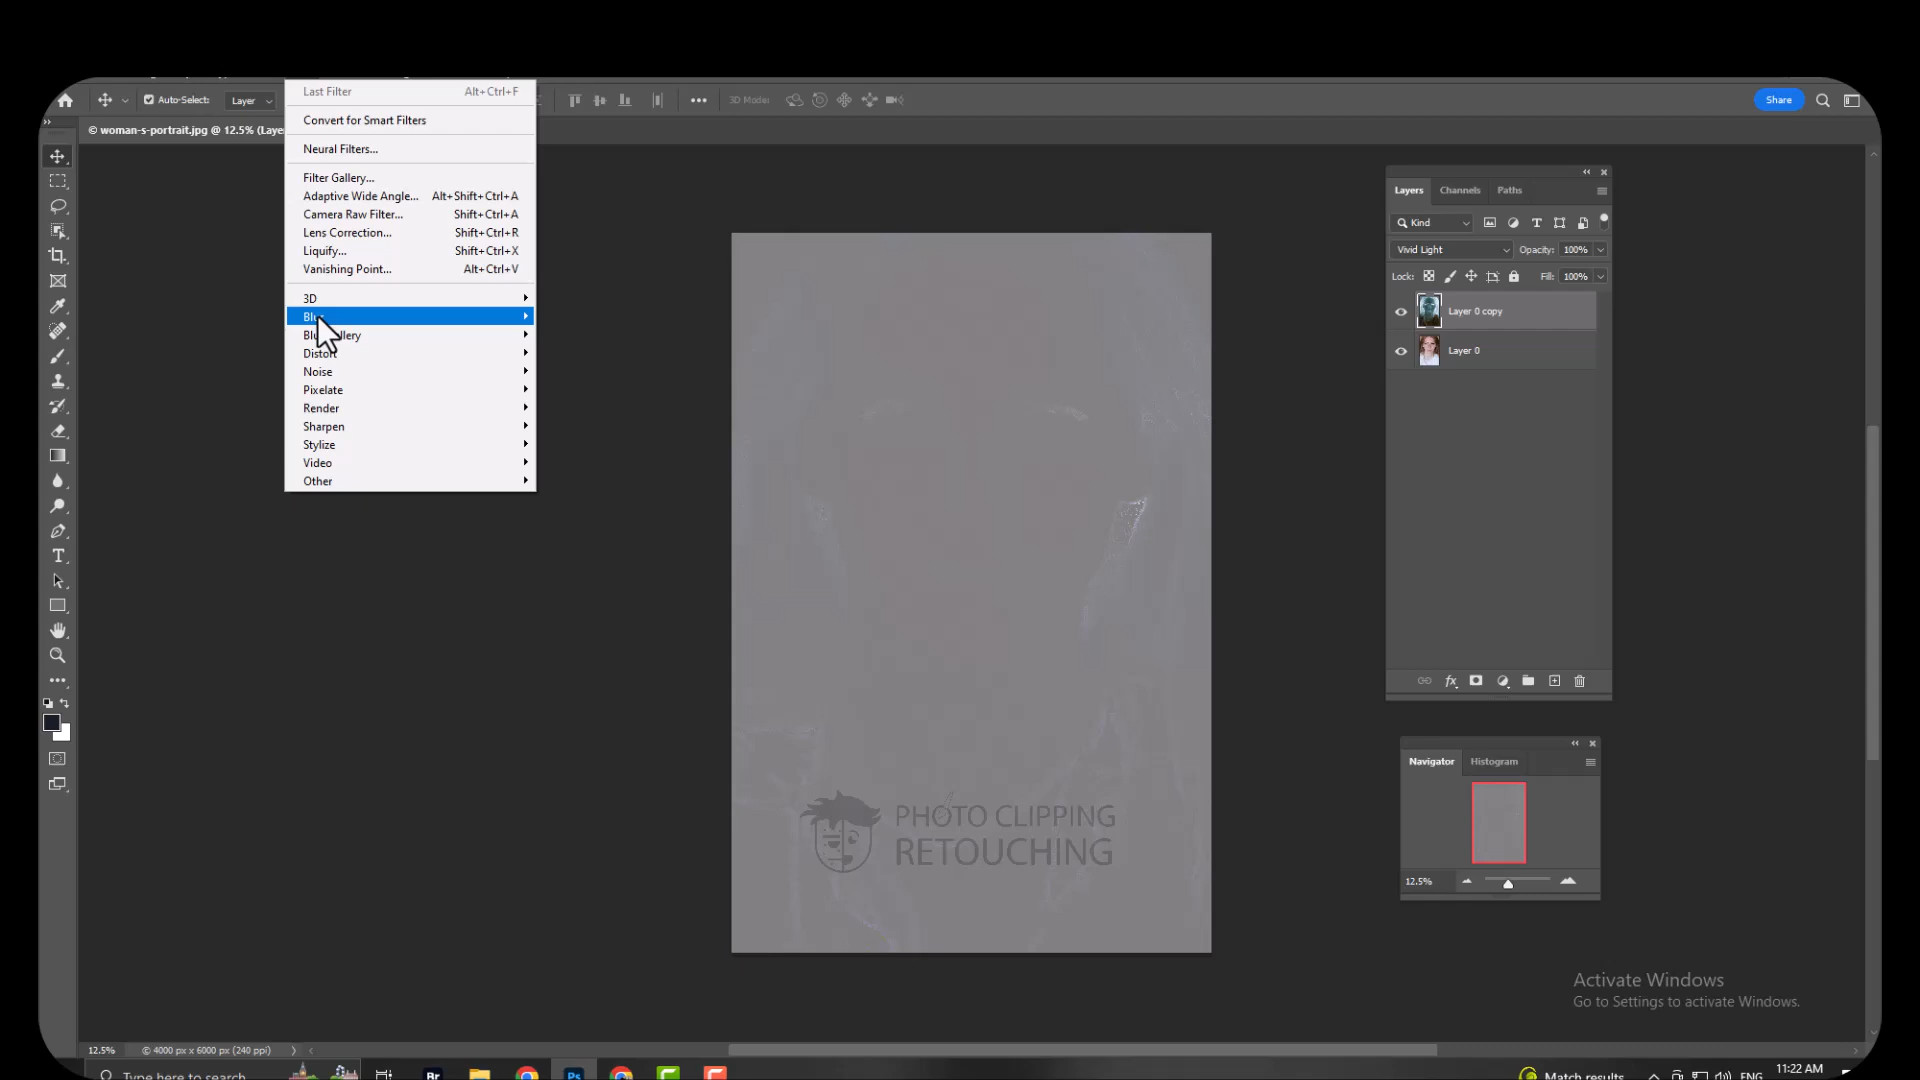 Auto-Select:
Layer
3D Mode:
Share
© woman-s-portrait.jpg @ 12.5% (Laye
Last Filter Alt+Ctrl+F
Convert for Smart Filters
Neural Filters...
Filter Gallery...
Adaptive Wide Angle... Alt+Shift+Ctrl+A
Camera Raw Filter... Shift+Ctrl+A
Lens Correction... Shift+Ctrl+R
Liquify... Shift+Ctrl+X
Vanishing Point... Alt+Ctrl+V
3D
Distort
Noise
Pixelate
Render
Sharpen
Stylize
Video
Other
Layers Channels Paths
Kind
Vivid Light Opacity: 100%
Lock: Fill: 100%
Layer 0 copy
Layer 0
fx
Navigator Histogram
12.5%
PHOTO CLIPPING
RETOUCHING
Activate Windows
Go to Settings to activate Windows.
12.5% © 4000 px x 6000 px (240 ppi)
Type here to search
Br
Ps
Match results
ENG
11:22 AM